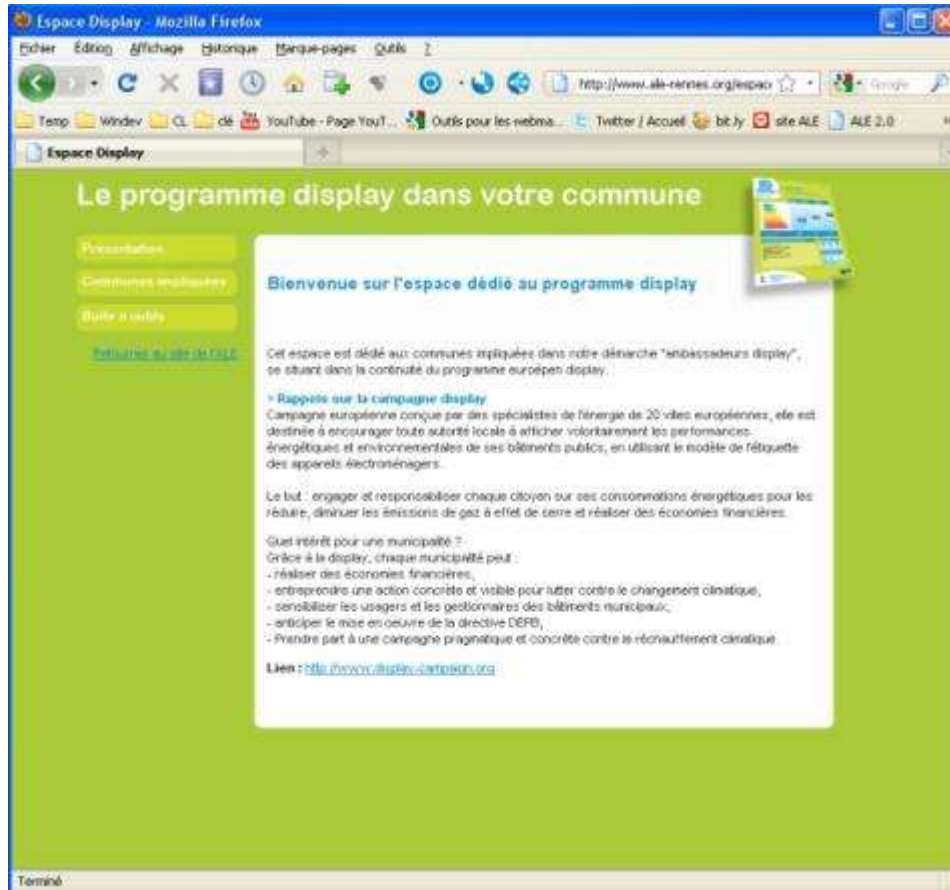 Espace Display - Mozilla Firefox
Fichier Édition Affichage Historique Marque-pages Outils ?
http://www.ale-rennes.org/espac Google
Temp Windev CL clé YouTube - Page YouT... Outils pour les webma... Twitter / Accueil bit.ly site ALE ALE 2.0
Espace Display
Le programme display dans votre commune
Présentation
Communes impliquées
Boîte à outils
Retourner au site de l'ALE
Bienvenue sur l'espace dédié au programme display
Cet espace est dédié aux communes impliquées dans notre démarche "ambassadeurs display",
se situant dans la continuité du programme euroépen display.
> Rappels sur la campagne display
Campagne européenne conçue par des spécialistes de l'énergie de 20 villes européennes, elle est
destinée à encourager toute autorité locale à afficher volontairement les performances
énergétiques et environnementales de ses bâtiments publics, en utilisant le modèle de l'étiquette
des appareils électroménagers.
Le but : engager et responsabiliser chaque citoyen sur ses consommations énergétiques pour les
réduire, diminuer les émissions de gaz à effet de serre et réaliser des économies financières.
Quel intérêt pour une municipalité ?
Grâce à la display, chaque municipalité peut :
- réaliser des économies financières,
- entreprendre une action concrète et visible pour lutter contre le changement climatique,
- sensibiliser les usagers et les gestionnaires des bâtiments municipaux,
- anticiper le mise en oeuvre de la directive DEPB,
- Prendre part à une campagne pragmatique et concrète contre le réchauffement climatique.
Lien : http://www.display-campaign.org
Terminé